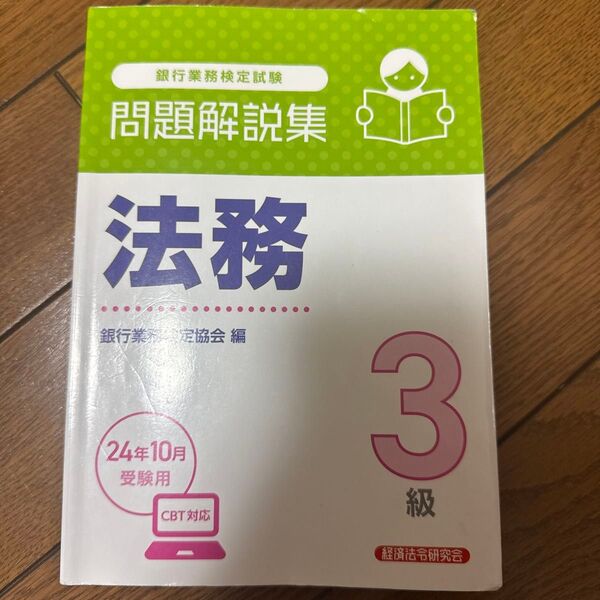 銀行業務検定試験
問題解説集
法務
銀行業務検定協会 編
3
級
24年10月
受験用
CBT対応
経済法令研究会